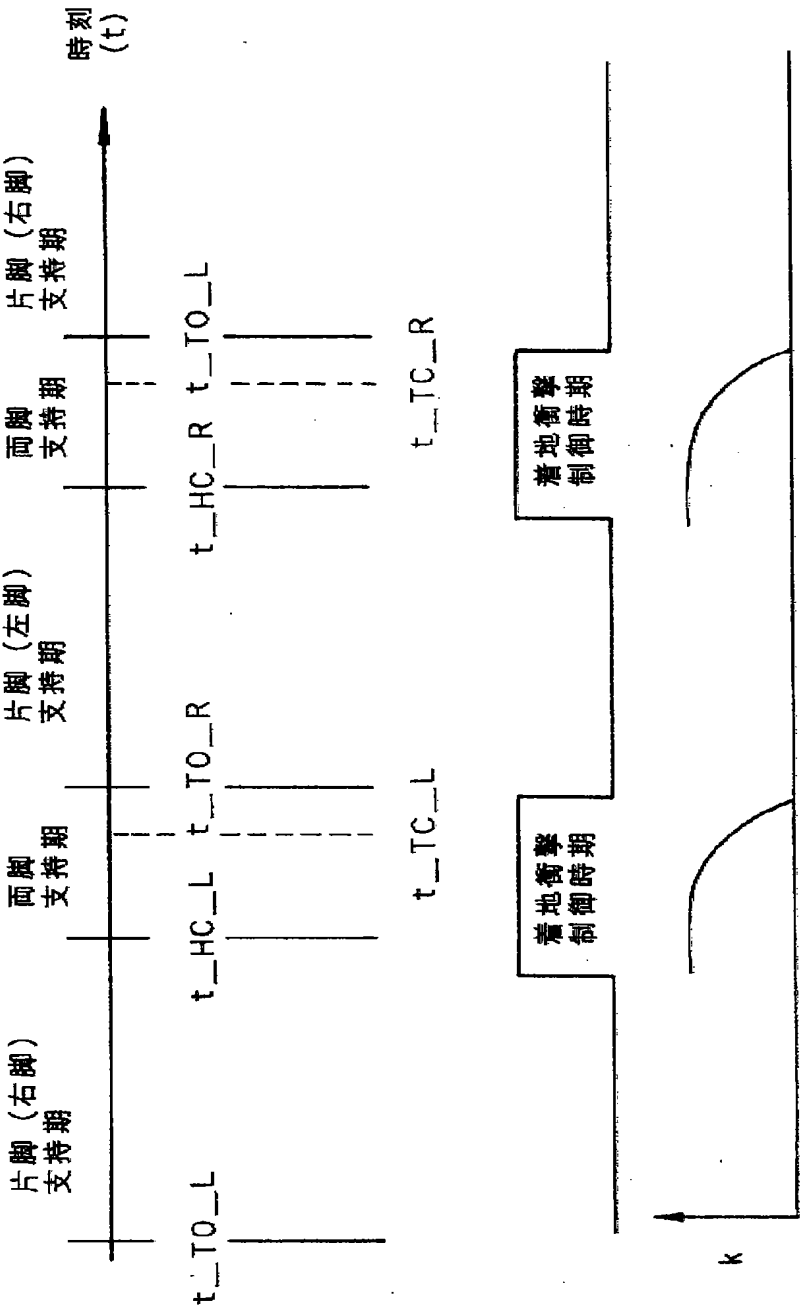 片脚 (右脚)
支持期
両脚
支持期
片脚 (左脚)
支持期
両脚
支持期
片脚 (右脚)
支持期
時刻
(t)
t_TO_L
t_HC_L
t_TO_R
t_HC_R
t_TO_L
t_TC_L
t_TC_R
着地衝撃
制御時期
着地衝撃
制御時期
k